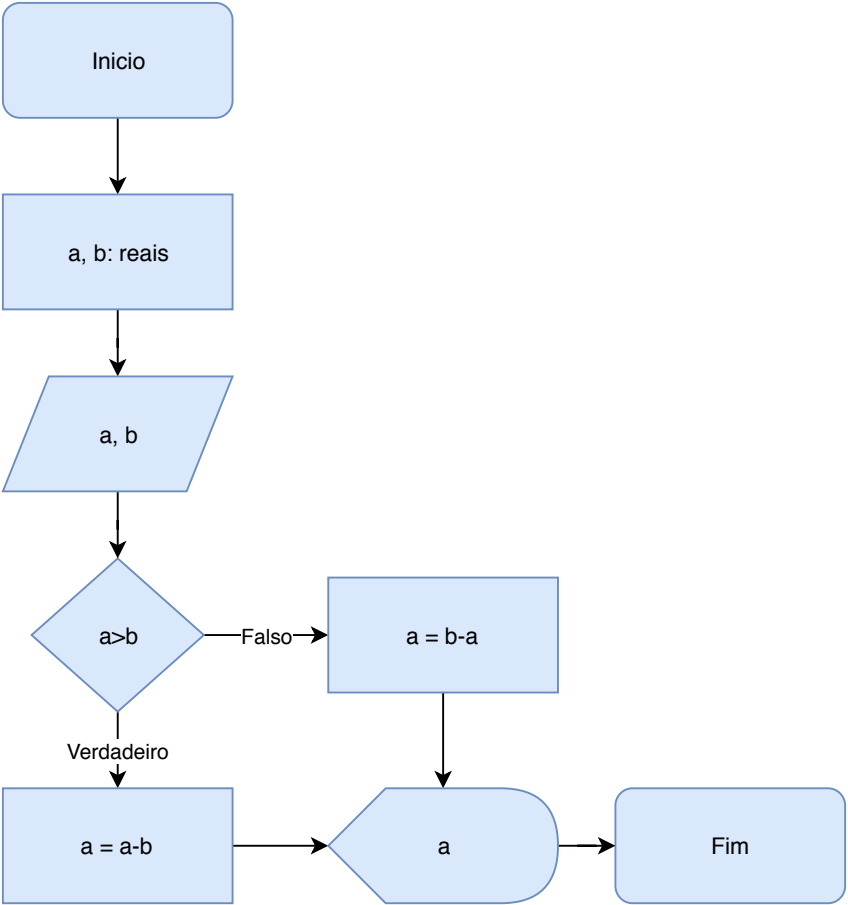 Inicio
a, b: reais
a, b
a>b
Falso
a = b-a
Verdadeiro
a = a-b
a
Fim